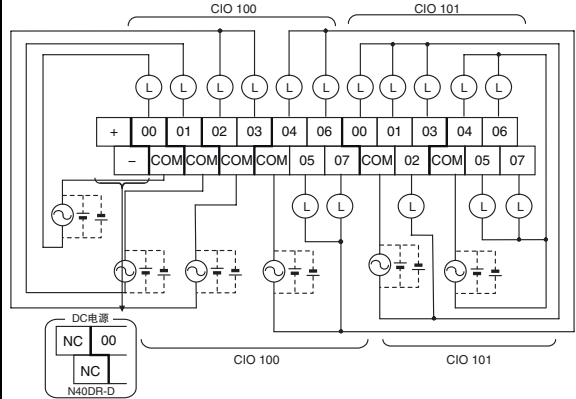 CIO 100 CIO 101
L L L L L L L L L L L
+ 00 01 02 03 04 06 00 01 03 04 06
− COM COM COM COM 05 07 COM 02 COM 05 07
L L L L L
DC电源
NC 00
NC
N40DR-D
CIO 100 CIO 101